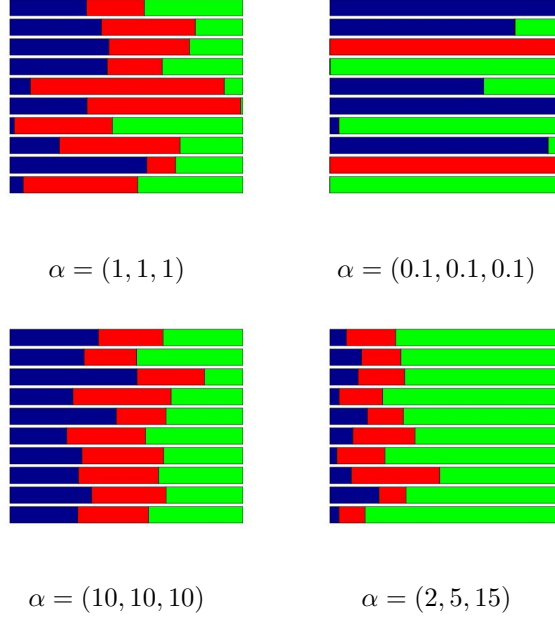 α = (1, 1, 1)
α = (0.1, 0.1, 0.1)
α = (10, 10, 10)
α = (2, 5, 15)